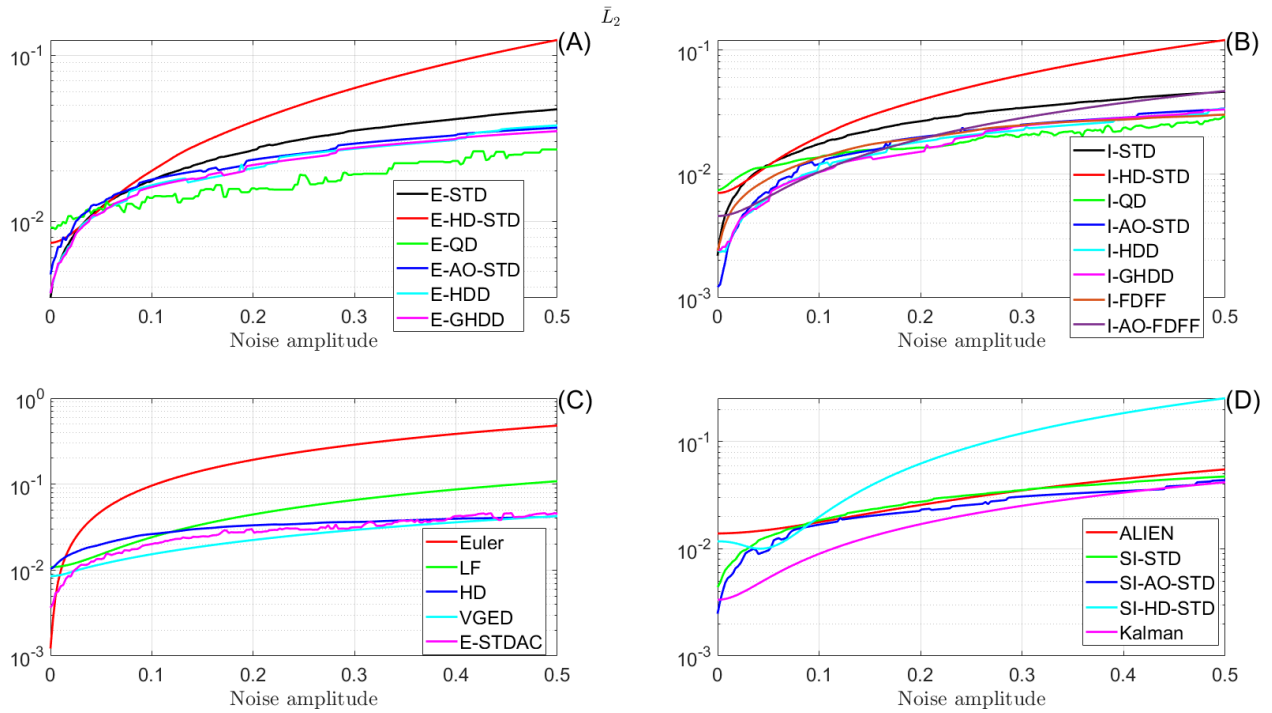 L̄₂
(A)
10⁻¹
10⁻²
0 0.1 0.2 0.3 0.4 0.5
Noise amplitude
E-STD
E-HD-STD
E-QD
E-AO-STD
E-HDD
E-GHDD
(B)
10⁻¹
10⁻²
10⁻³
0 0.1 0.2 0.3 0.4 0.5
Noise amplitude
I-STD
I-HD-STD
I-QD
I-AO-STD
I-HDD
I-GHDD
I-FDFF
I-AO-FDFF
(C)
10⁰
10⁻¹
10⁻²
10⁻³
0 0.1 0.2 0.3 0.4 0.5
Noise amplitude
Euler
LF
HD
VGED
E-STDAC
(D)
10⁻¹
10⁻²
10⁻³
0 0.1 0.2 0.3 0.4 0.5
Noise amplitude
ALIEN
SI-STD
SI-AO-STD
SI-HD-STD
Kalman